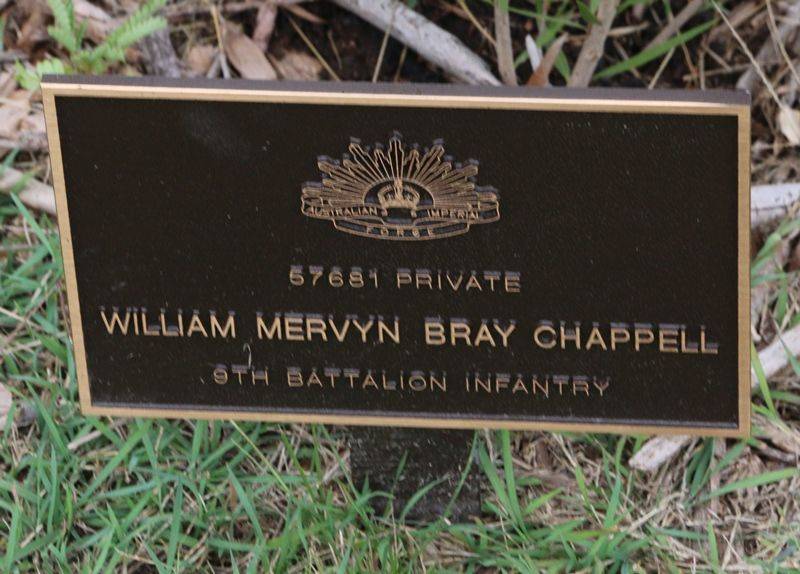 AUSTRALIAN IMPERIAL
FORCE
57681 PRIVATE
WILLIAM MERVYN BRAY CHAPPELL
9TH BATTALION INFANTRY